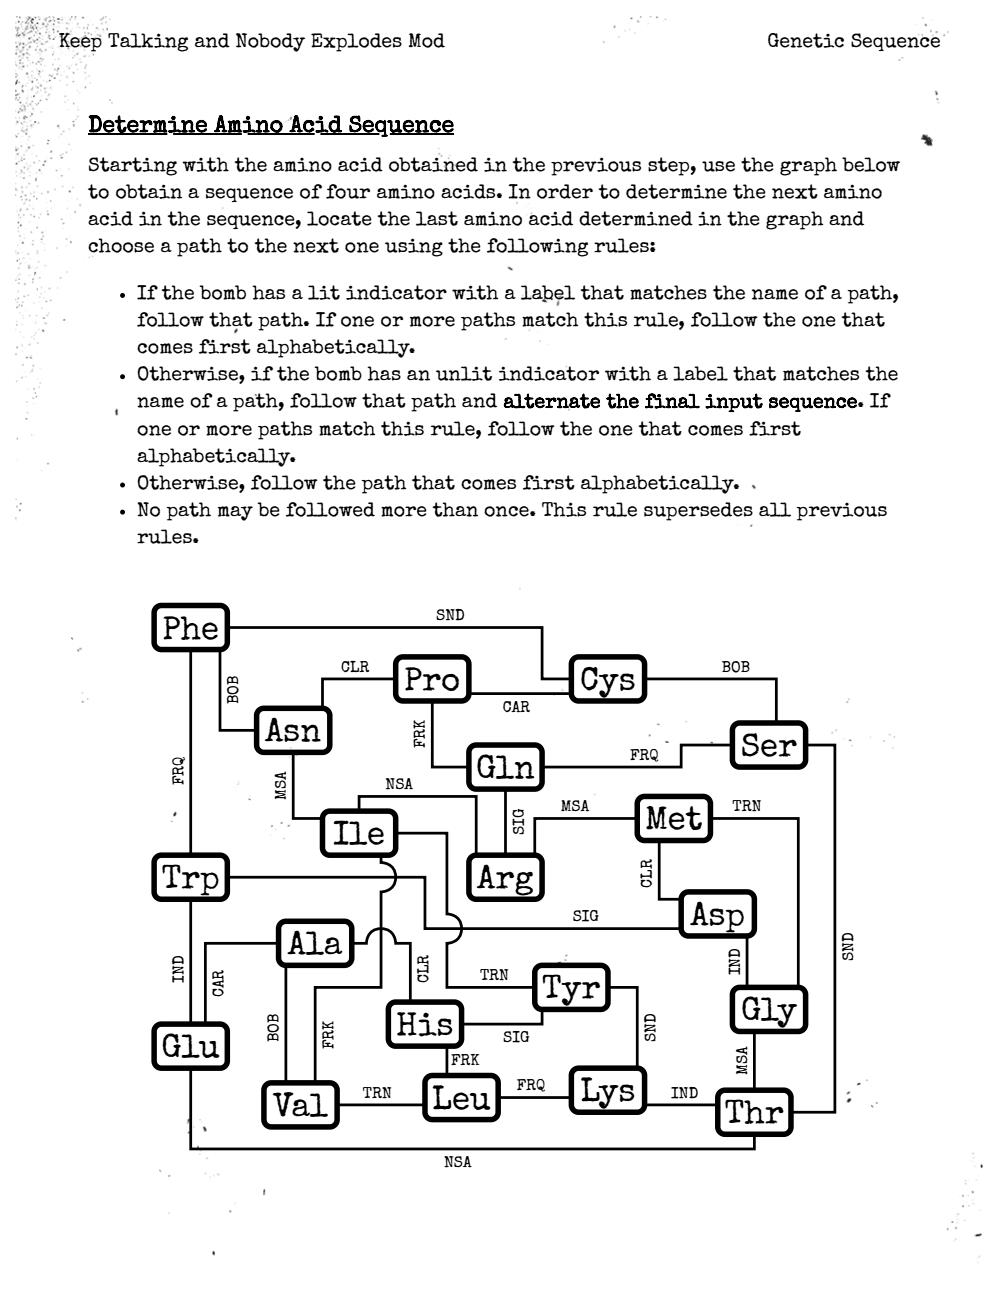 Keep Talking and Nobody Explodes Mod
Genetic Sequence
Determine Amino Acid Sequence
Starting with the amino acid obtained in the previous step, use the graph below
to obtain a sequence of four amino acids. In order to determine the next amino
acid in the sequence, locate the last amino acid determined in the graph and
choose a path to the next one using the following rules:
• If the bomb has a lit indicator with a label that matches the name of a path,
follow that path. If one or more paths match this rule, follow the one that
comes first alphabetically.
• Otherwise, if the bomb has an unlit indicator with a label that matches the
name of a path, follow that path and alternate the final input sequence. If
one or more paths match this rule, follow the one that comes first
alphabetically.
• Otherwise, follow the path that comes first alphabetically.
• No path may be followed more than once. This rule supersedes all previous
rules.
Phe
SND
CLR
Pro
Cys
BOB
BOB
CAR
Asn
FRK
Ser
FRQ
MSA
NSA
Gln
FRQ
Ile
SIG
MSA
Met
TRN
Trp
Arg
CLR
SIG
Asp
Ala
SND
IND
CAR
CLR
TRN
Tyr
IND
Gly
BOB
FRK
His
SIG
SND
Glu
FRK
MSA
Val
TRN
Leu
FRQ
Lys
IND
Thr
NSA